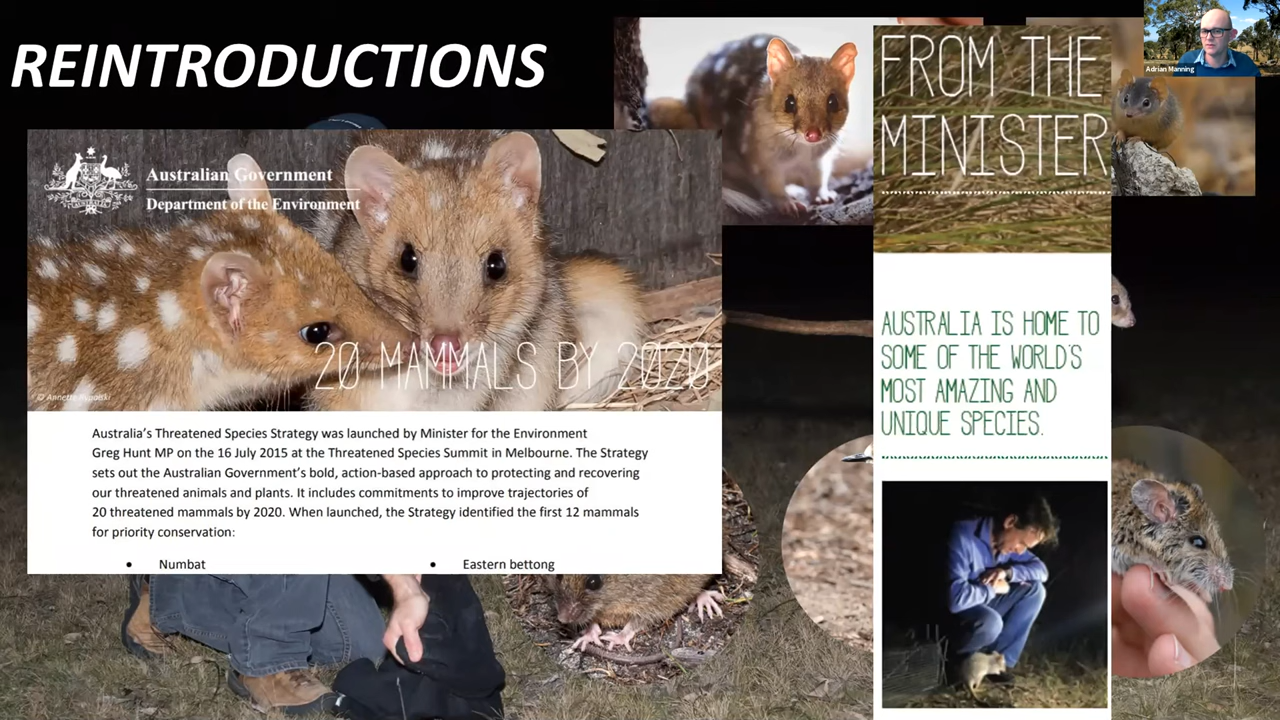 REINTRODUCTIONS
Australian Government
Department of the Environment
20 MAMMALS BY 2020
Australia's Threatened Species Strategy was launched by Minister for the Environment
Greg Hunt MP on the 16 July 2015 at the Threatened Species Summit in Melbourne. The Strategy
sets out the Australian Government's bold, action-based approach to protecting and recovering
our threatened animals and plants. It includes commitments to improve trajectories of
20 threatened mammals by 2020. When launched, the Strategy identified the first 12 mammals
for priority conservation:
• Numbat
• Eastern bettong
FROM THE
MINISTER
AUSTRALIA IS HOME TO
SOME OF THE WORLD'S
MOST AMAZING AND
UNIQUE SPECIES.
Adrian Manning